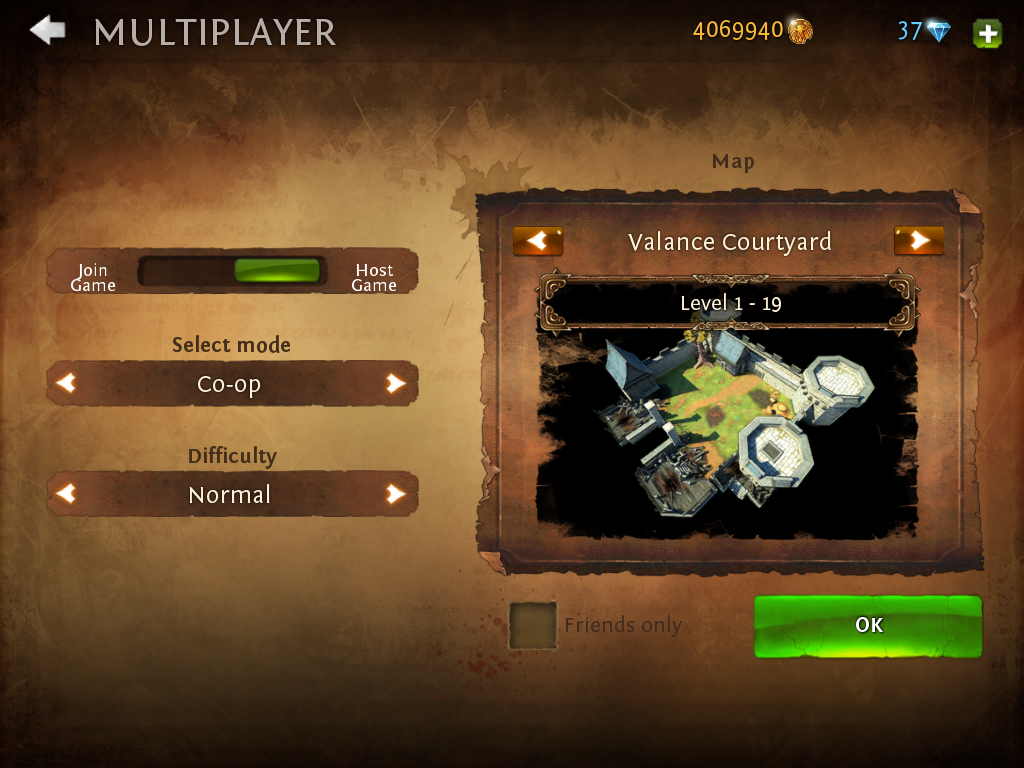 MULTIPLAYER
4069940
37
Map
Valance Courtyard
Level 1 - 19
Join Game
Host Game
Select mode
Co-op
Difficulty
Normal
Friends only
OK